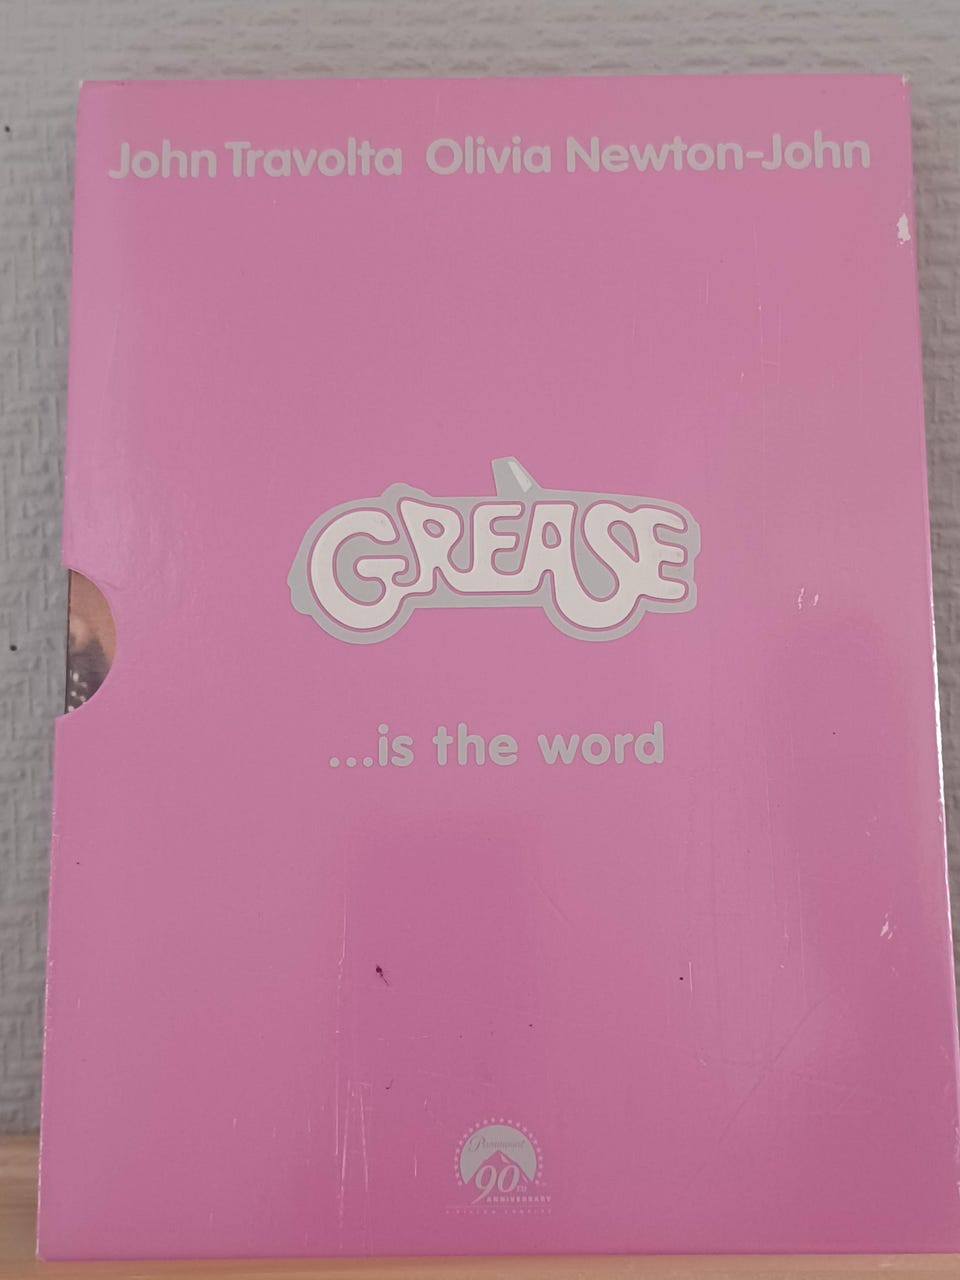 John Travolta Olivia Newton-John
GREASE
...is the word
Paramount
90TH
ANNIVERSARY